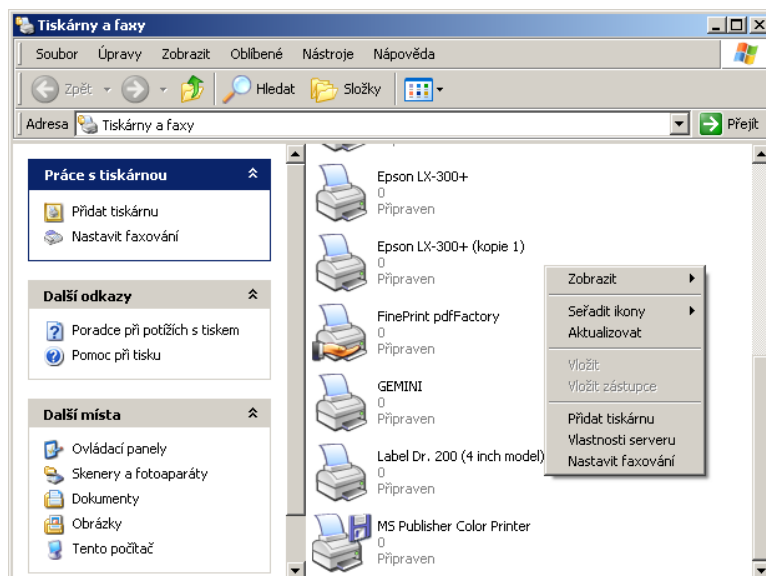 Tiskárny a faxy
Soubor Úpravy Zobrazit Oblíbené Nástroje Nápověda
Zpět Hledat Složky
Adresa Tiskárny a faxy Přejít
Práce s tiskárnou
Přidat tiskárnu
Nastavit faxování
Další odkazy
Poradce při potížích s tiskem
Pomoc při tisku
Další místa
Ovládací panely
Skenery a fotoaparáty
Dokumenty
Obrázky
Tento počítač
Epson LX-300+
0
Připraven
Epson LX-300+ (kopie 1)
0
Připraven
FinePrint pdfFactory
0
Připraven
GEMINI
0
Připraven
Label Dr. 200 (4 inch model)
0
Připraven
MS Publisher Color Printer
0
Připraven
Zobrazit
Seřadit ikony
Aktualizovat
Vložit
Vložit zástupce
Přidat tiskárnu
Vlastnosti serveru
Nastavit faxování